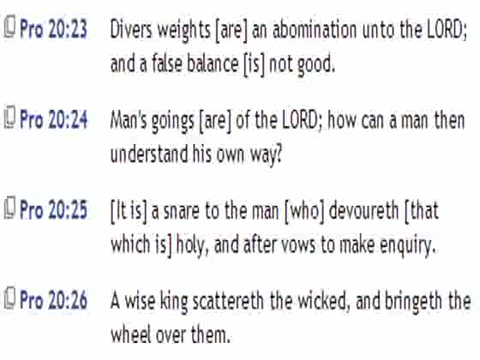 Pro 20:23 Divers weights [are] an abomination unto the LORD;
and a false balance [is] not good.
Pro 20:24 Man's goings [are] of the LORD; how can a man then
understand his own way?
Pro 20:25 [It is] a snare to the man [who] devoureth [that
which is] holy, and after vows to make enquiry.
Pro 20:26 A wise king scattereth the wicked, and bringeth the
wheel over them.